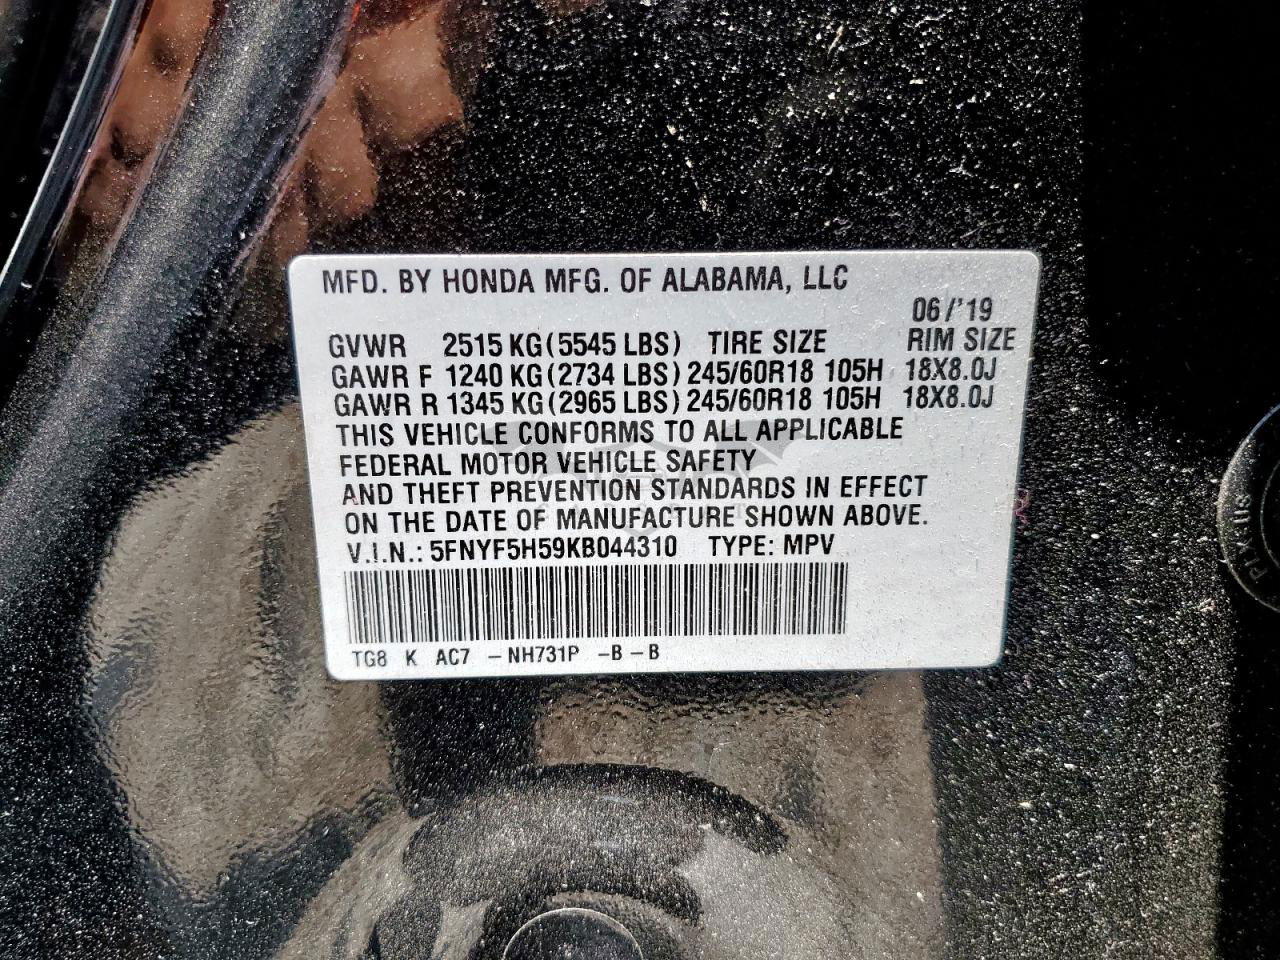 MFD. BY HONDA MFG. OF ALABAMA, LLC
06/'19
GVWR 2515 KG (5545 LBS) TIRE SIZE RIM SIZE
GAWR F 1240 KG (2734 LBS) 245/60R18 105H 18X8.0J
GAWR R 1345 KG (2965 LBS) 245/60R18 105H 18X8.0J
THIS VEHICLE CONFORMS TO ALL APPLICABLE
FEDERAL MOTOR VEHICLE SAFETY
AND THEFT PREVENTION STANDARDS IN EFFECT
ON THE DATE OF MANUFACTURE SHOWN ABOVE.
V.I.N.: 5FNYF5H59KB044310 TYPE: MPV
TG8 K AC7 -NH731P -B -B